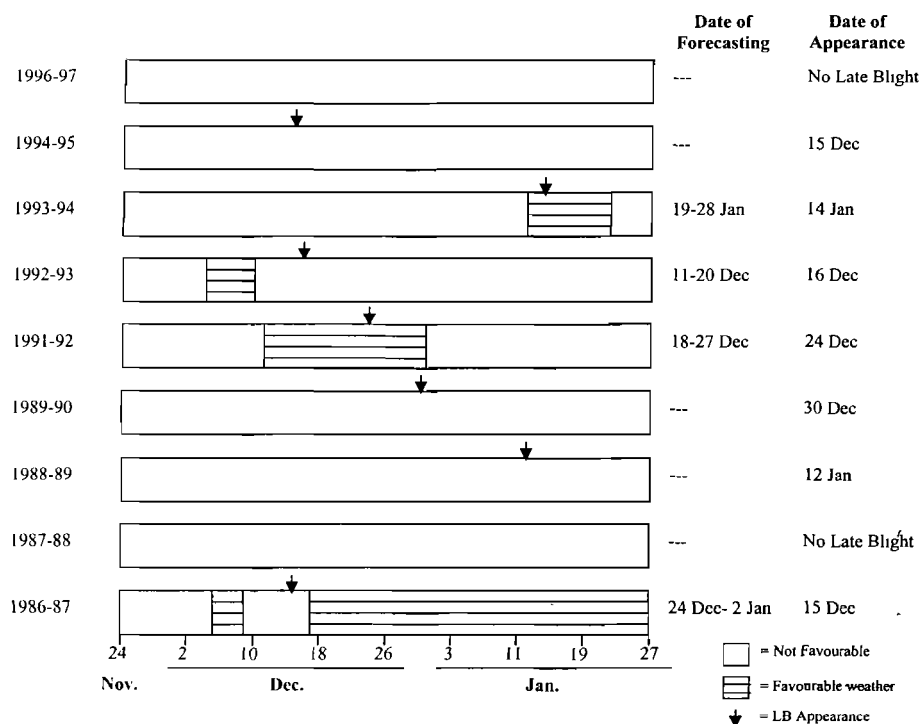 Date of Forecasting
Date of Appearance
1996-97 --- No Late Blight
1994-95 --- 15 Dec
1993-94 19-28 Jan 14 Jan
1992-93 11-20 Dec 16 Dec
1991-92 18-27 Dec 24 Dec
1989-90 --- 30 Dec
1988-89 --- 12 Jan
1987-88 --- No Late Blight
1986-87 24 Dec- 2 Jan 15 Dec
24 2 10 18 26 3 11 19 27
Nov. Dec. Jan.
= Not Favourable
= Favourable weather
= LB Appearance